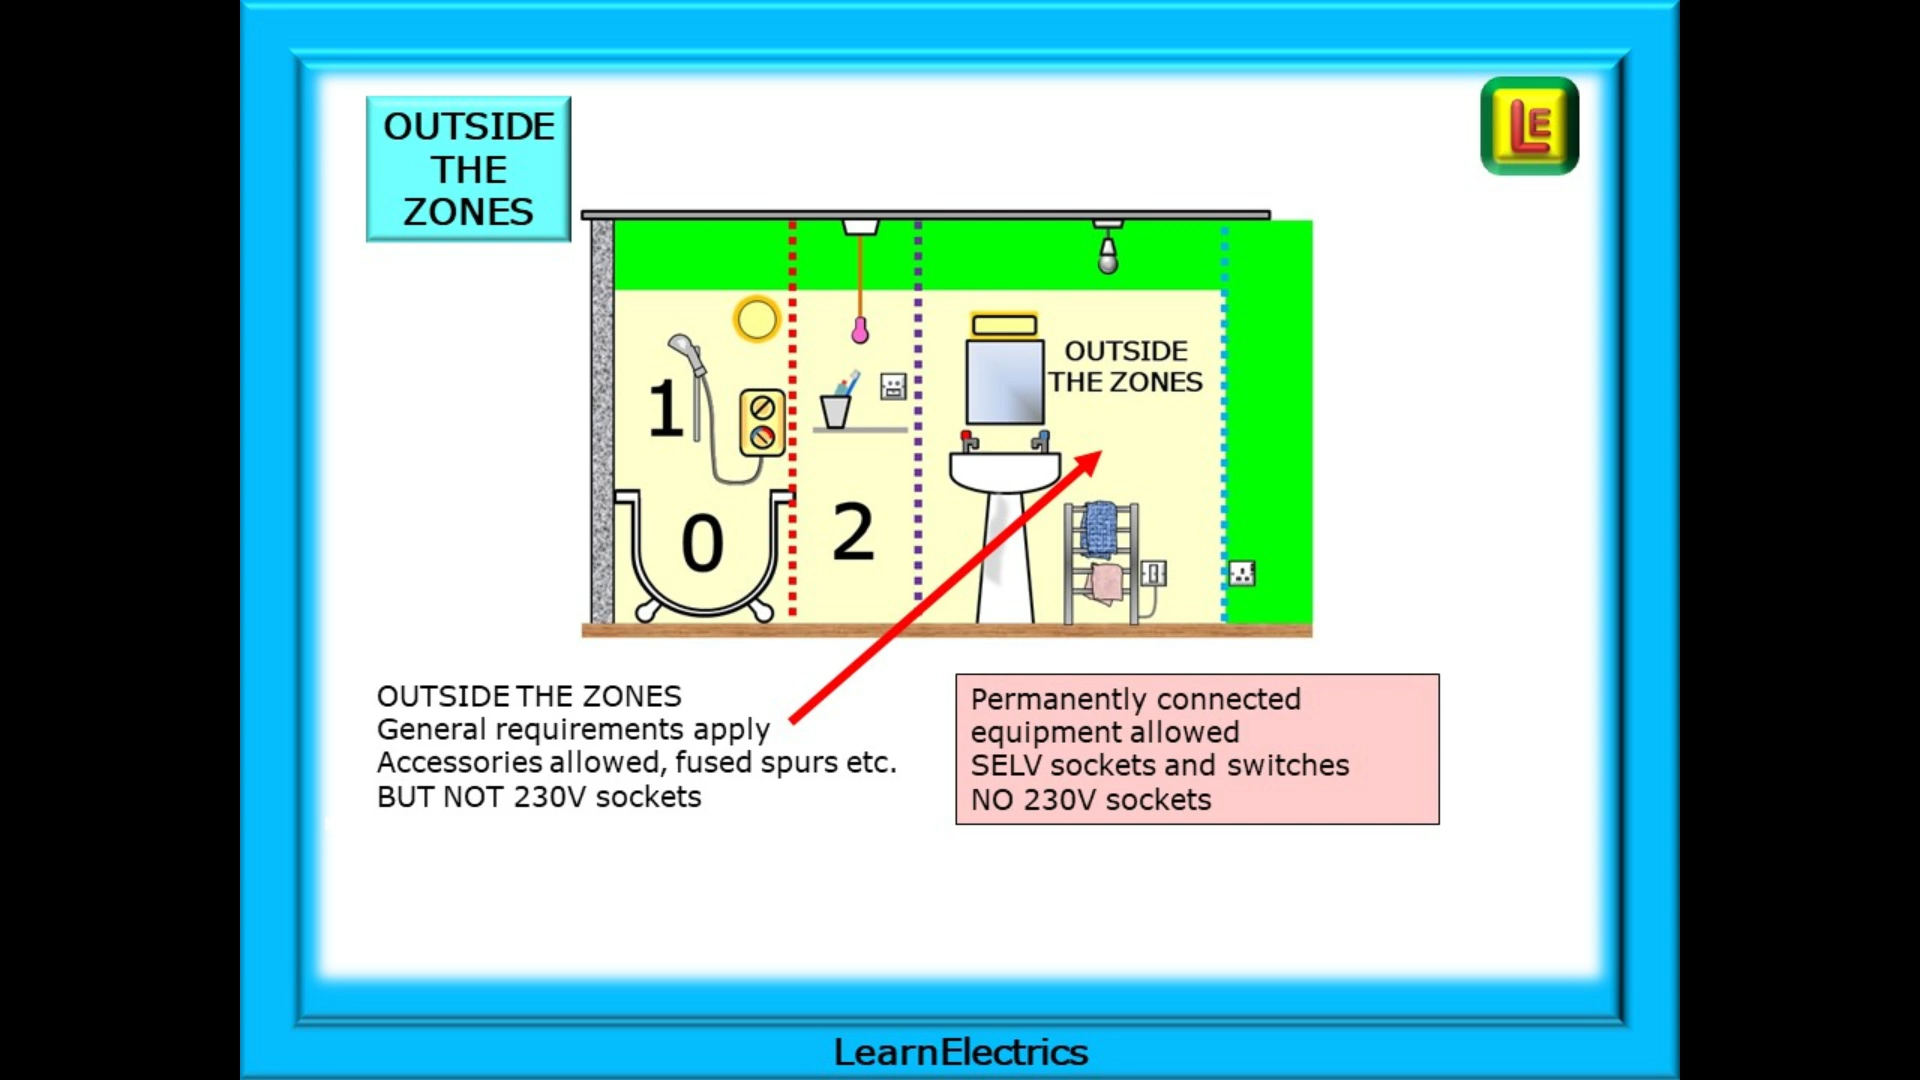 OUTSIDE
THE
ZONES
LE
OUTSIDE
THE ZONES
1
0
2
OUTSIDE THE ZONES
General requirements apply
Accessories allowed, fused spurs etc.
BUT NOT 230V sockets
Permanently connected
equipment allowed
SELV sockets and switches
NO 230V sockets
LearnElectrics